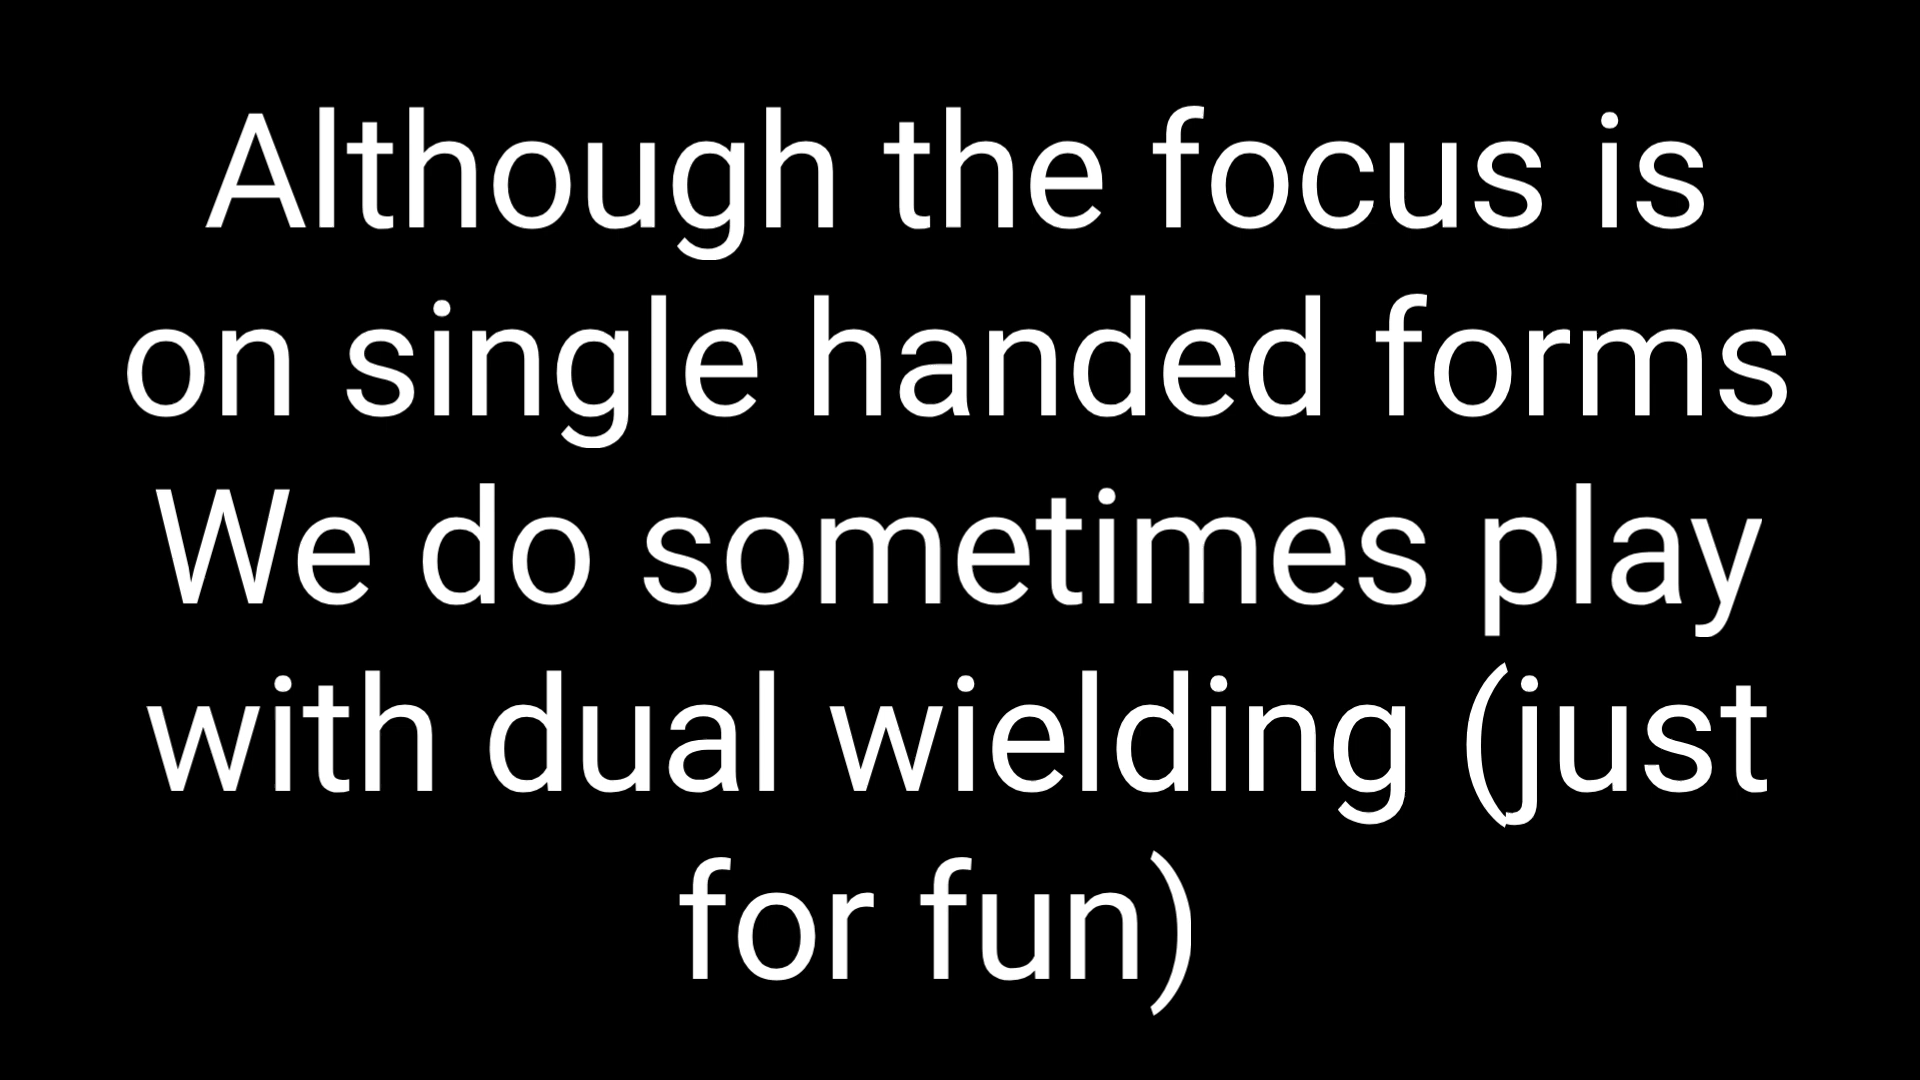 Although the focus is
on single handed forms
We do sometimes play
with dual wielding (just
for fun)